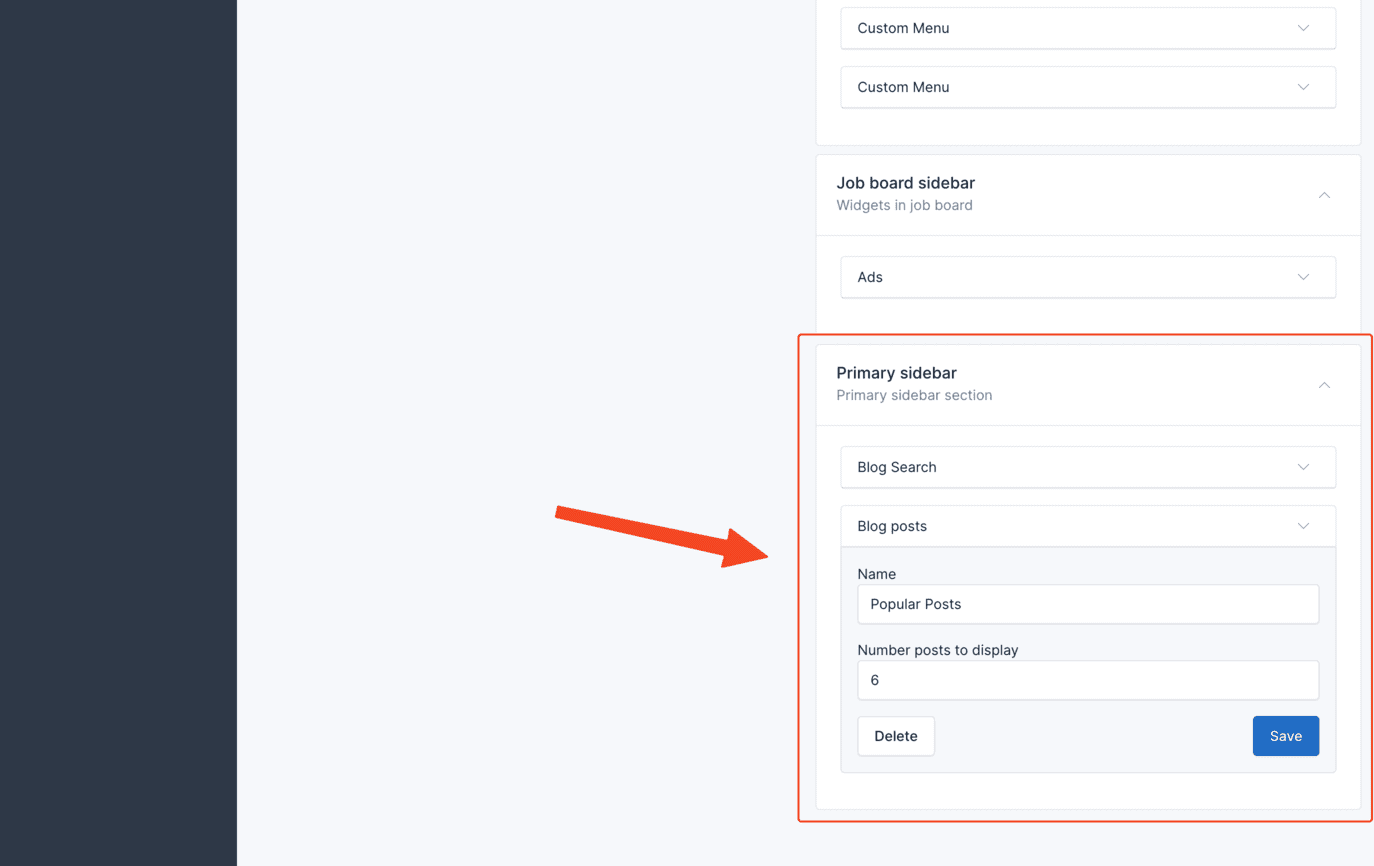 Custom Menu
Custom Menu
Job board sidebar
Widgets in job board
Ads
Primary sidebar
Primary sidebar section
Blog Search
Blog posts
Name
Popular Posts
Number posts to display
6
Delete
Save